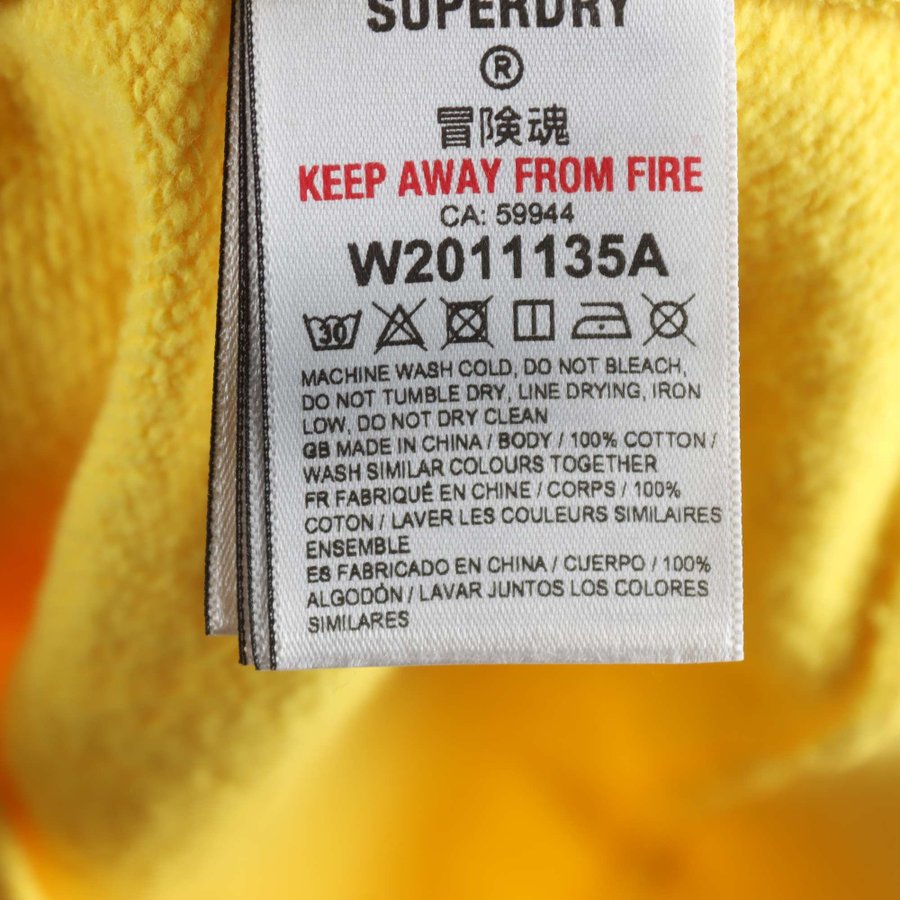 SUPERDRY
®
冒険魂
KEEP AWAY FROM FIRE
CA: 59944
W2011135A
30
MACHINE WASH COLD, DO NOT BLEACH,
DO NOT TUMBLE DRY, LINE DRYING, IRON
LOW, DO NOT DRY CLEAN
GB MADE IN CHINA / BODY / 100% COTTON /
WASH SIMILAR COLOURS TOGETHER
FR FABRIQUÉ EN CHINE / CORPS / 100%
COTON / LAVER LES COULEURS SIMILAIRES
ENSEMBLE
ES FABRICADO EN CHINA / CUERPO / 100%
ALGODÓN / LAVAR JUNTOS LOS COLORES
SIMILARES